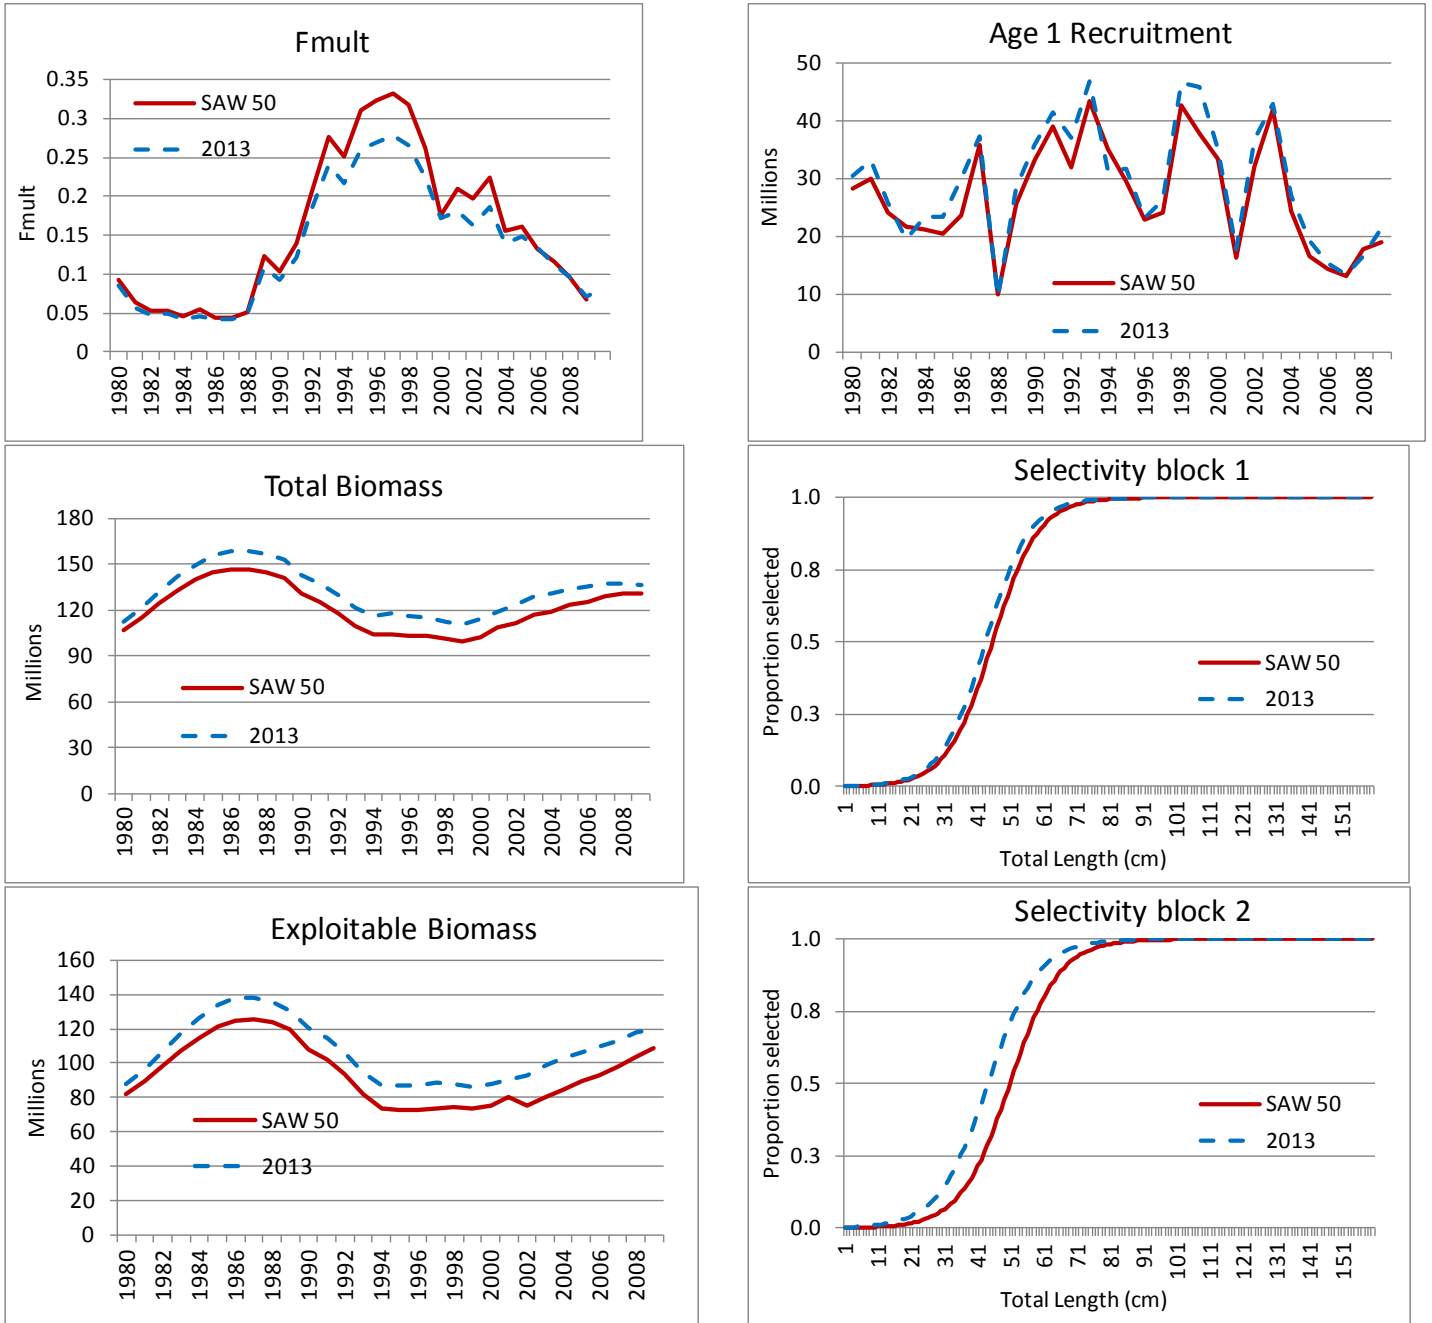 Fmult
0.35
0.3
0.25
0.2
0.15
0.1
0.05
0
Fmult
SAW 50
2013
1980 1982 1984 1986 1988 1990 1992 1994 1996 1998 2000 2002 2004 2006 2008
Age 1 Recruitment
50
40
30
20
10
0
Millions
SAW 50
2013
1980 1982 1984 1986 1988 1990 1992 1994 1996 1998 2000 2002 2004 2006 2008
Total Biomass
180
150
120
90
60
30
0
Millions
SAW 50
2013
1980 1982 1984 1986 1988 1990 1992 1994 1996 1998 2000 2002 2004 2006 2008
Selectivity block 1
1.0
0.8
0.5
0.3
0.0
Proportion selected
SAW 50
2013
1 11 21 31 41 51 61 71 81 91 101 111 121 131 141 151
Total Length (cm)
Exploitable Biomass
160
140
120
100
80
60
40
20
0
Millions
SAW 50
2013
1980 1982 1984 1986 1988 1990 1992 1994 1996 1998 2000 2002 2004 2006 2008
Selectivity block 2
1.0
0.8
0.5
0.3
0.0
Proportion selected
SAW 50
2013
1 11 21 31 41 51 61 71 81 91 101 111 121 131 141 151
Total Length (cm)